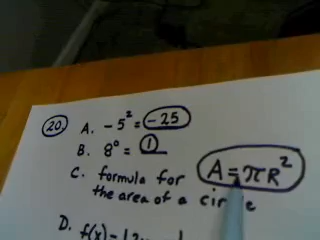 20. A. -5² = -25
B. 8⁰ = 1
C. formula for A = πR²
the area of a circle
D.